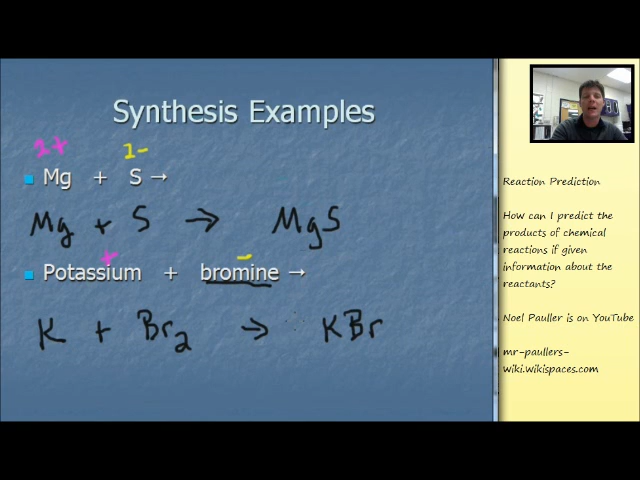 Synthesis Examples
2+ 2-
Mg + S →
Mg + S → MgS
+ -
Potassium + bromine →
K + Br2 → KBr
Reaction Prediction
How can I predict the
products of chemical
reactions if given
information about the
reactants?
Noel Pauller is on YouTube
mr-paullers-
wiki.wikispaces.com